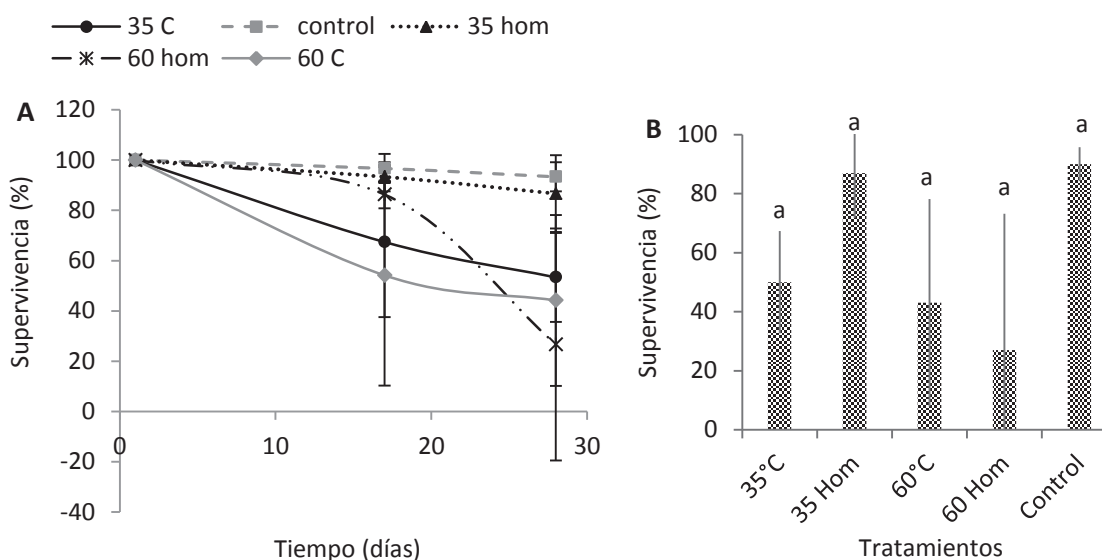 35 C control 35 hom
60 hom 60 C
A
120
100
80
60
40
20
0
-20
-40
0 10 20 30
Supervivencia (%)
Tiempo (días)
B
100
80
60
40
20
0
Supervivencia (%)
a a a a a
35°C 35 Hom 60°C 60 Hom Control
Tratamientos